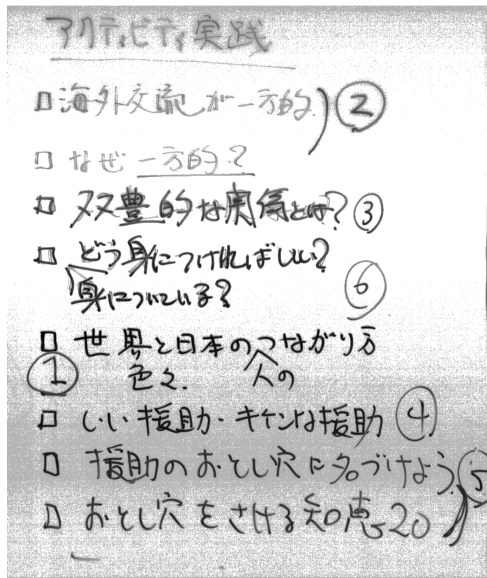 アクティビティ実践
□ 海外交流が一方的 ②
□ なぜ一方的?
□ 双豊的な関係とは? ③
□ どう身につければいい?
身についている? ⑥
□ 世界と日本のつながり方
① 色々. 人の
□ いい援助・キケンな援助 ④
□ 援助のおとし穴に名づけよう ⑤
□ おとし穴をさける知恵20